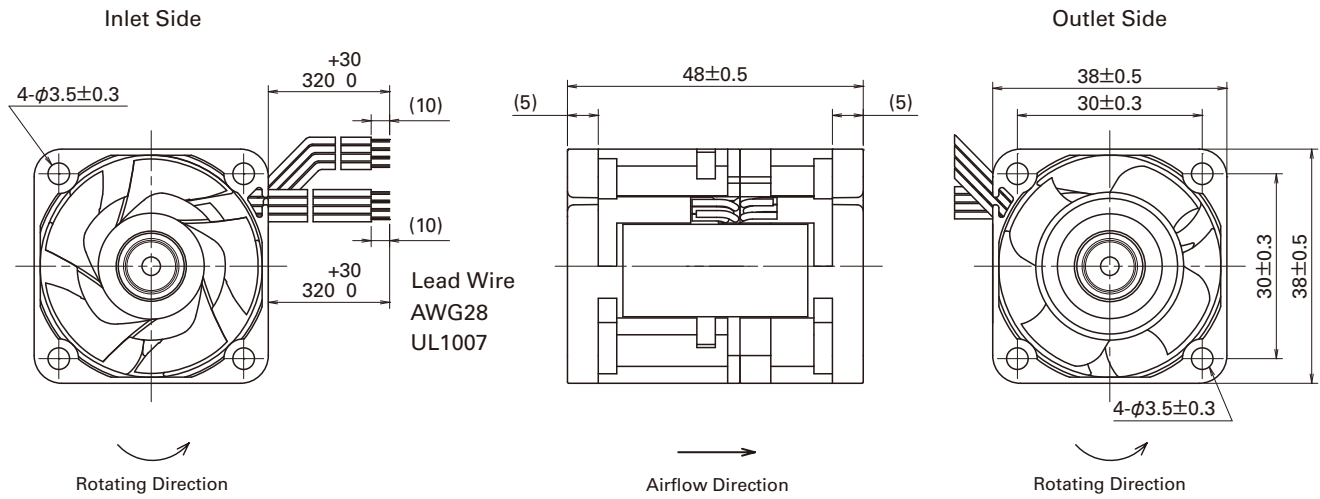 Inlet Side
Outlet Side
4-φ3.5±0.3
+30
320 0
(10)
(10)
+30
320 0
Lead Wire
AWG28
UL1007
48±0.5
(5)
(5)
38±0.5
30±0.3
30±0.3
38±0.5
4-φ3.5±0.3
Rotating Direction
Airflow Direction
Rotating Direction